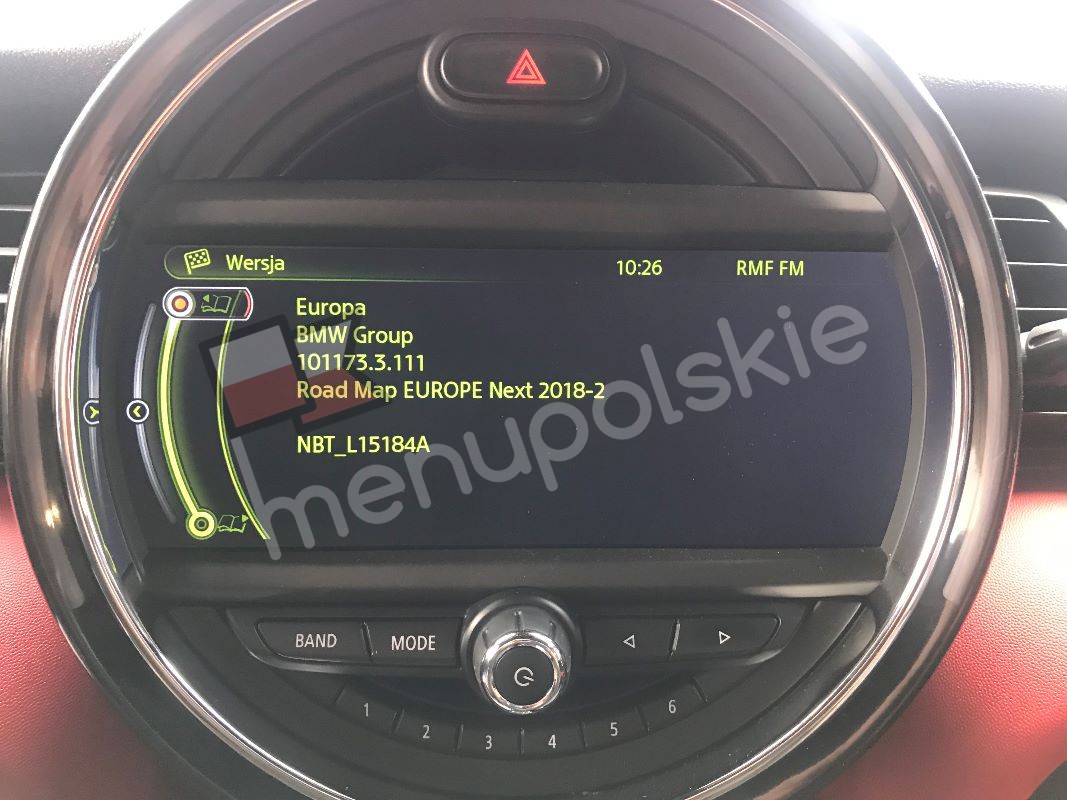 Wersja 10:26 RMF FM
Europa
BMW Group
101173.3.111
Road Map EUROPE Next 2018-2
NBT_L15184A
menupolskie
BAND MODE
1 2 3 4 5 6